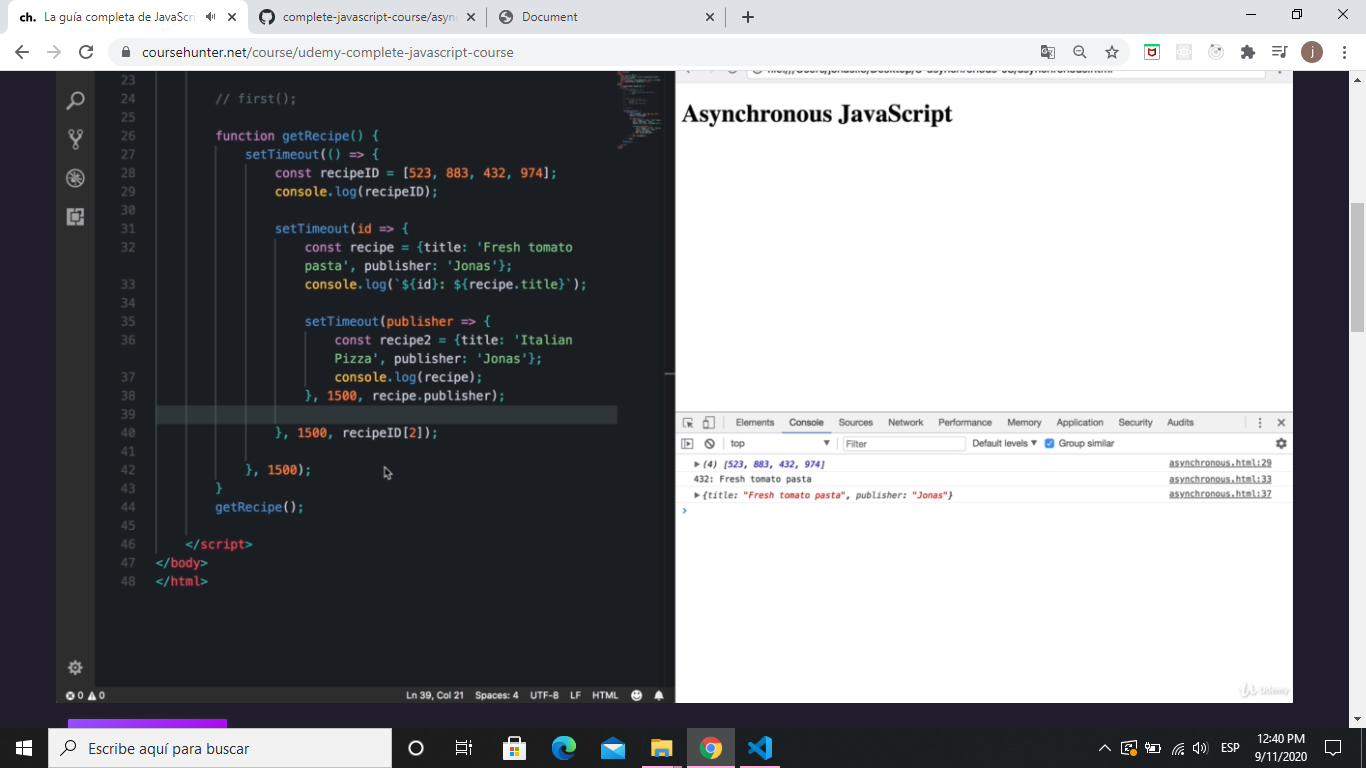 ch. La guía completa de JavaScri
complete-javascript-course/asyn
Document
coursehunter.net/course/udemy-complete-javascript-course
23
24 // first();
25
26 function getRecipe() {
27 setTimeout(() => {
28 const recipeID = [523, 883, 432, 974];
29 console.log(recipeID);
30
31 setTimeout(id => {
32 const recipe = {title: 'Fresh tomato
pasta', publisher: 'Jonas'};
33 console.log(`${id}: ${recipe.title}`);
34
35 setTimeout(publisher => {
36 const recipe2 = {title: 'Italian
Pizza', publisher: 'Jonas'};
37 console.log(recipe);
38 }, 1500, recipe.publisher);
39
40 }, 1500, recipeID[2]);
41
42 }, 1500);
43 }
44 getRecipe();
45
46 </script>
47 </body>
48 </html>
0 0 Ln 39, Col 21 Spaces: 4 UTF-8 LF HTML
Asynchronous JavaScript
Elements Console Sources Network Performance Memory Application Security Audits
top Filter Default levels Group similar
(4) [523, 883, 432, 974] asynchronous.html:29
432: Fresh tomato pasta asynchronous.html:33
{title: "Fresh tomato pasta", publisher: "Jonas"} asynchronous.html:37
Udemy
Escribe aquí para buscar
ESP
12:40 PM
9/11/2020